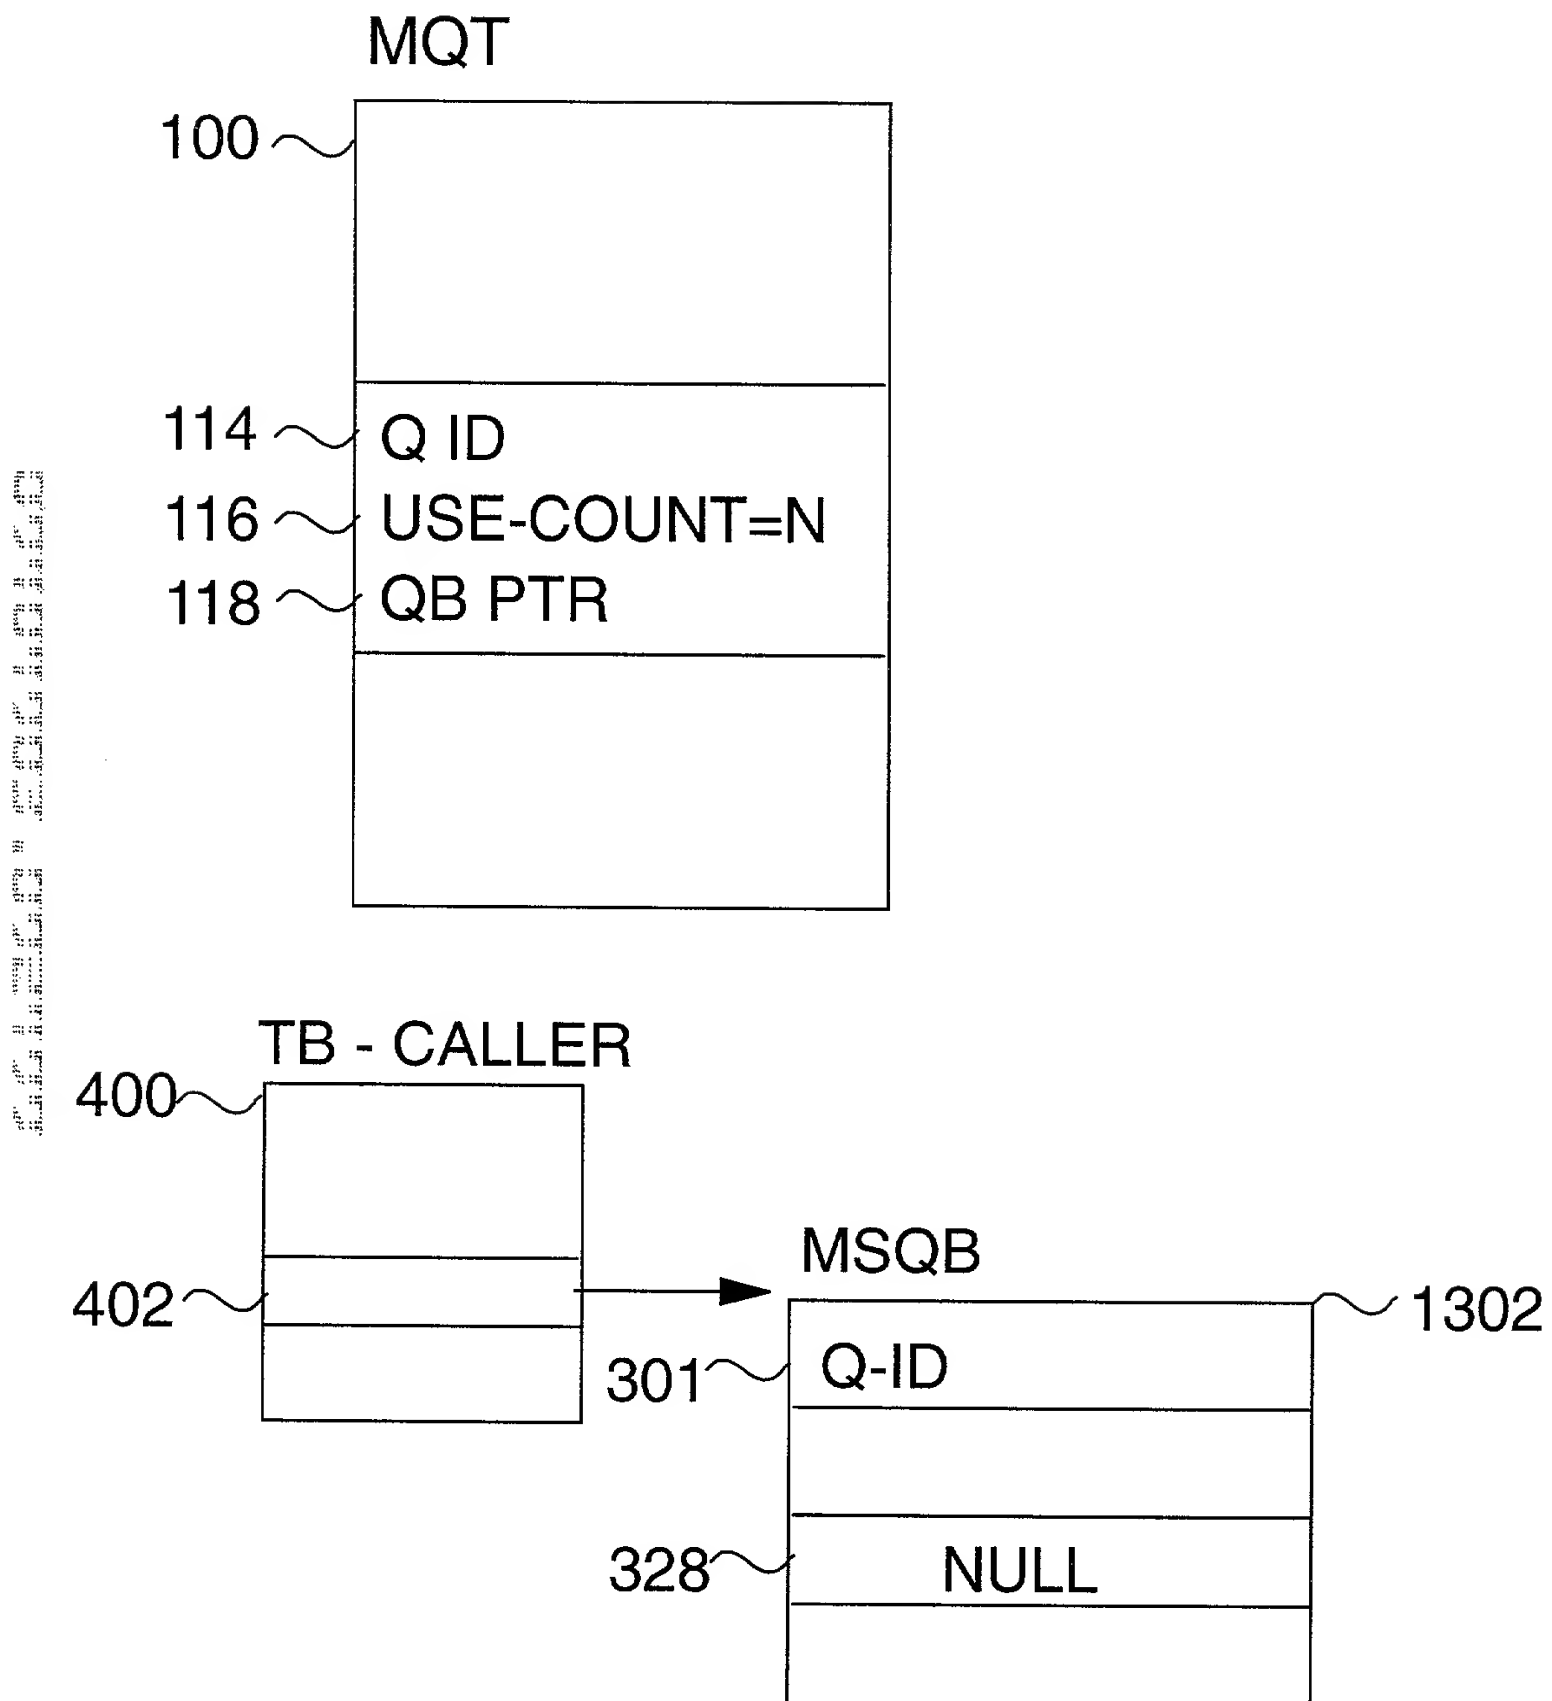 MQT
100
114 Q ID
116 USE-COUNT=N
118 QB PTR
TB - CALLER
400
MSQB
402
1302
301 Q-ID
328 NULL